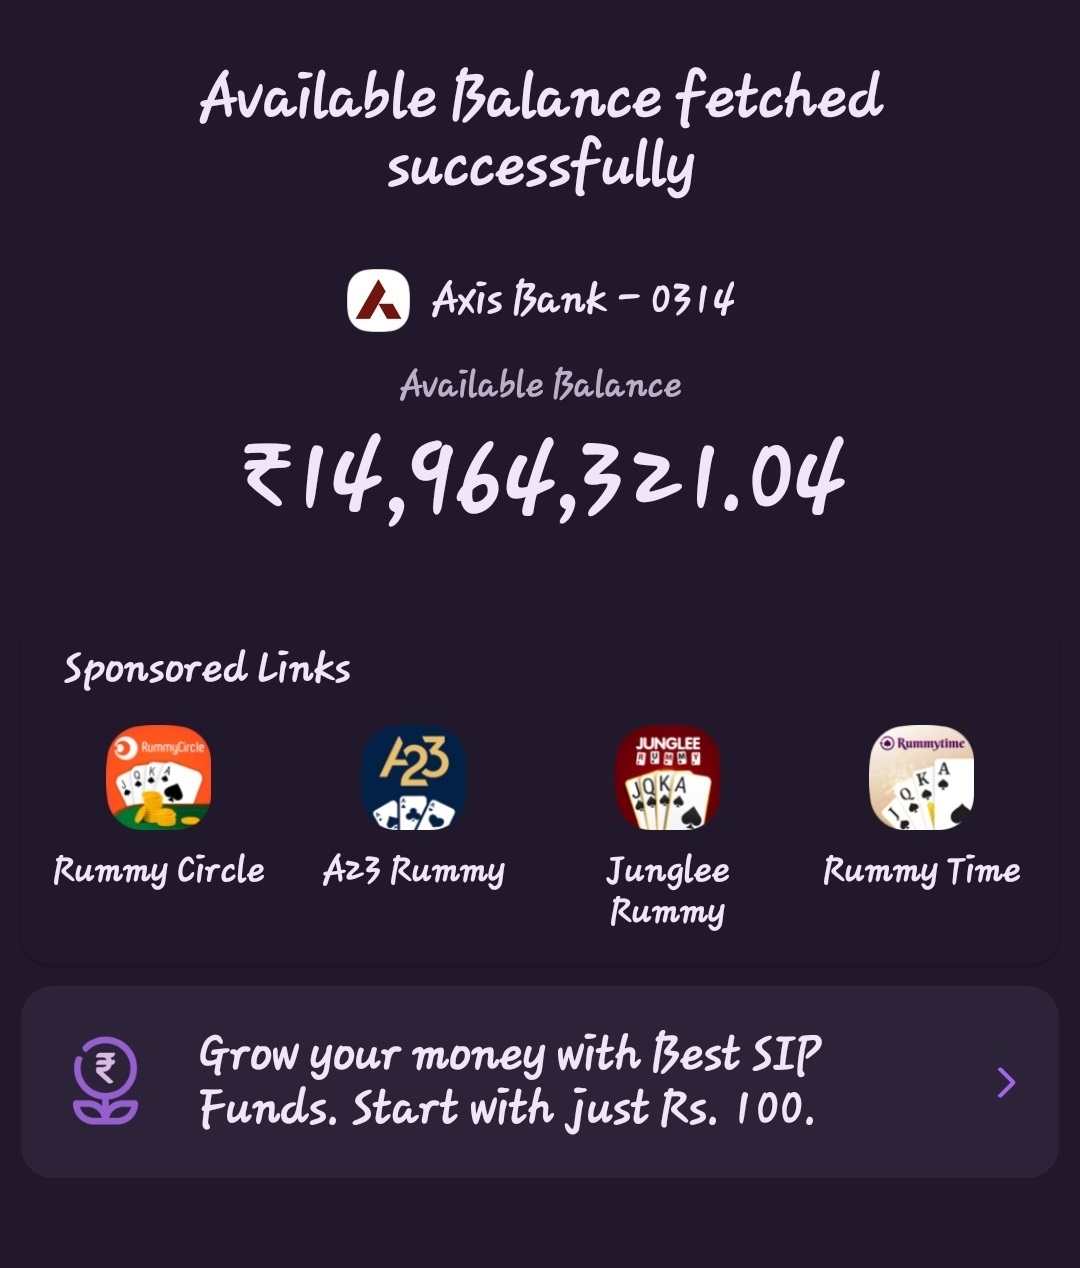 Available Balance fetched
successfully
Axis Bank - 0314
Available Balance
₹14,964,321.04
Sponsored Links
RummyCircle
A23
JUNGLEE
RUMMY
Rummytime
Rummy Circle
A23 Rummy
Junglee
Rummy
Rummy Time
Grow your money with Best SIP
Funds. Start with just Rs. 100.